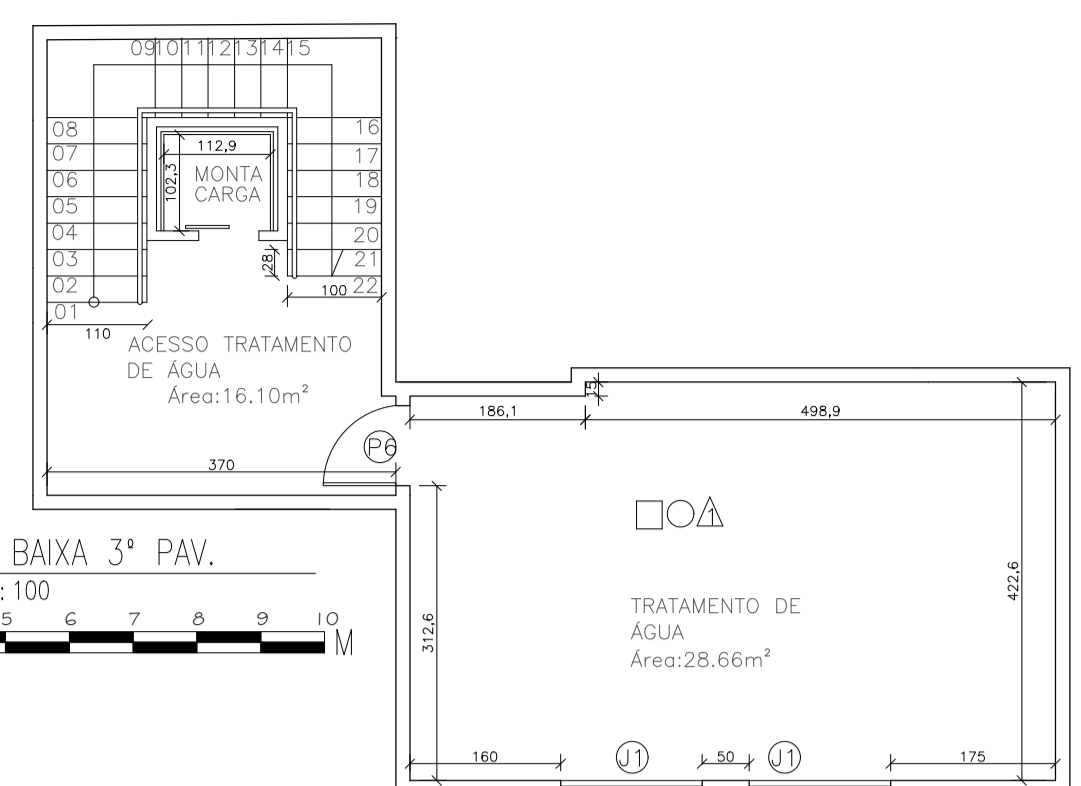 09 10 11 12 13 14 15
08 16
07 17
06 18
05 19
04 20
03 21
02 22
01
112,9
102,3
MONTA
CARGA
28
100
110
ACESSO TRATAMENTO
DE ÁGUA
Área:16.10m²
186,1
15
498,9
P6
370
1
BAIXA 3º PAV.
: 100
5 6 7 8 9 10
M
312,6
422,6
TRATAMENTO DE
ÁGUA
Área:28.66m²
160
J1
50
J1
175